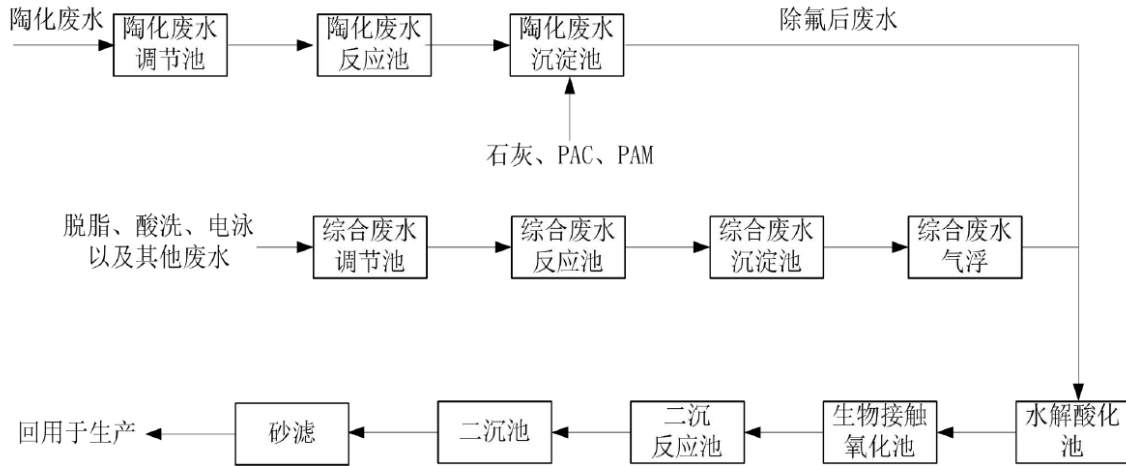 陶化废水
陶化废水
调节池
陶化废水
反应池
陶化废水
沉淀池
除氟后废水
石灰、PAC、PAM
脱脂、酸洗、电泳
以及其他废水
综合废水
调节池
综合废水
反应池
综合废水
沉淀池
综合废水
气浮
回用于生产
砂滤
二沉池
二沉
反应池
生物接触
氧化池
水解酸化
池